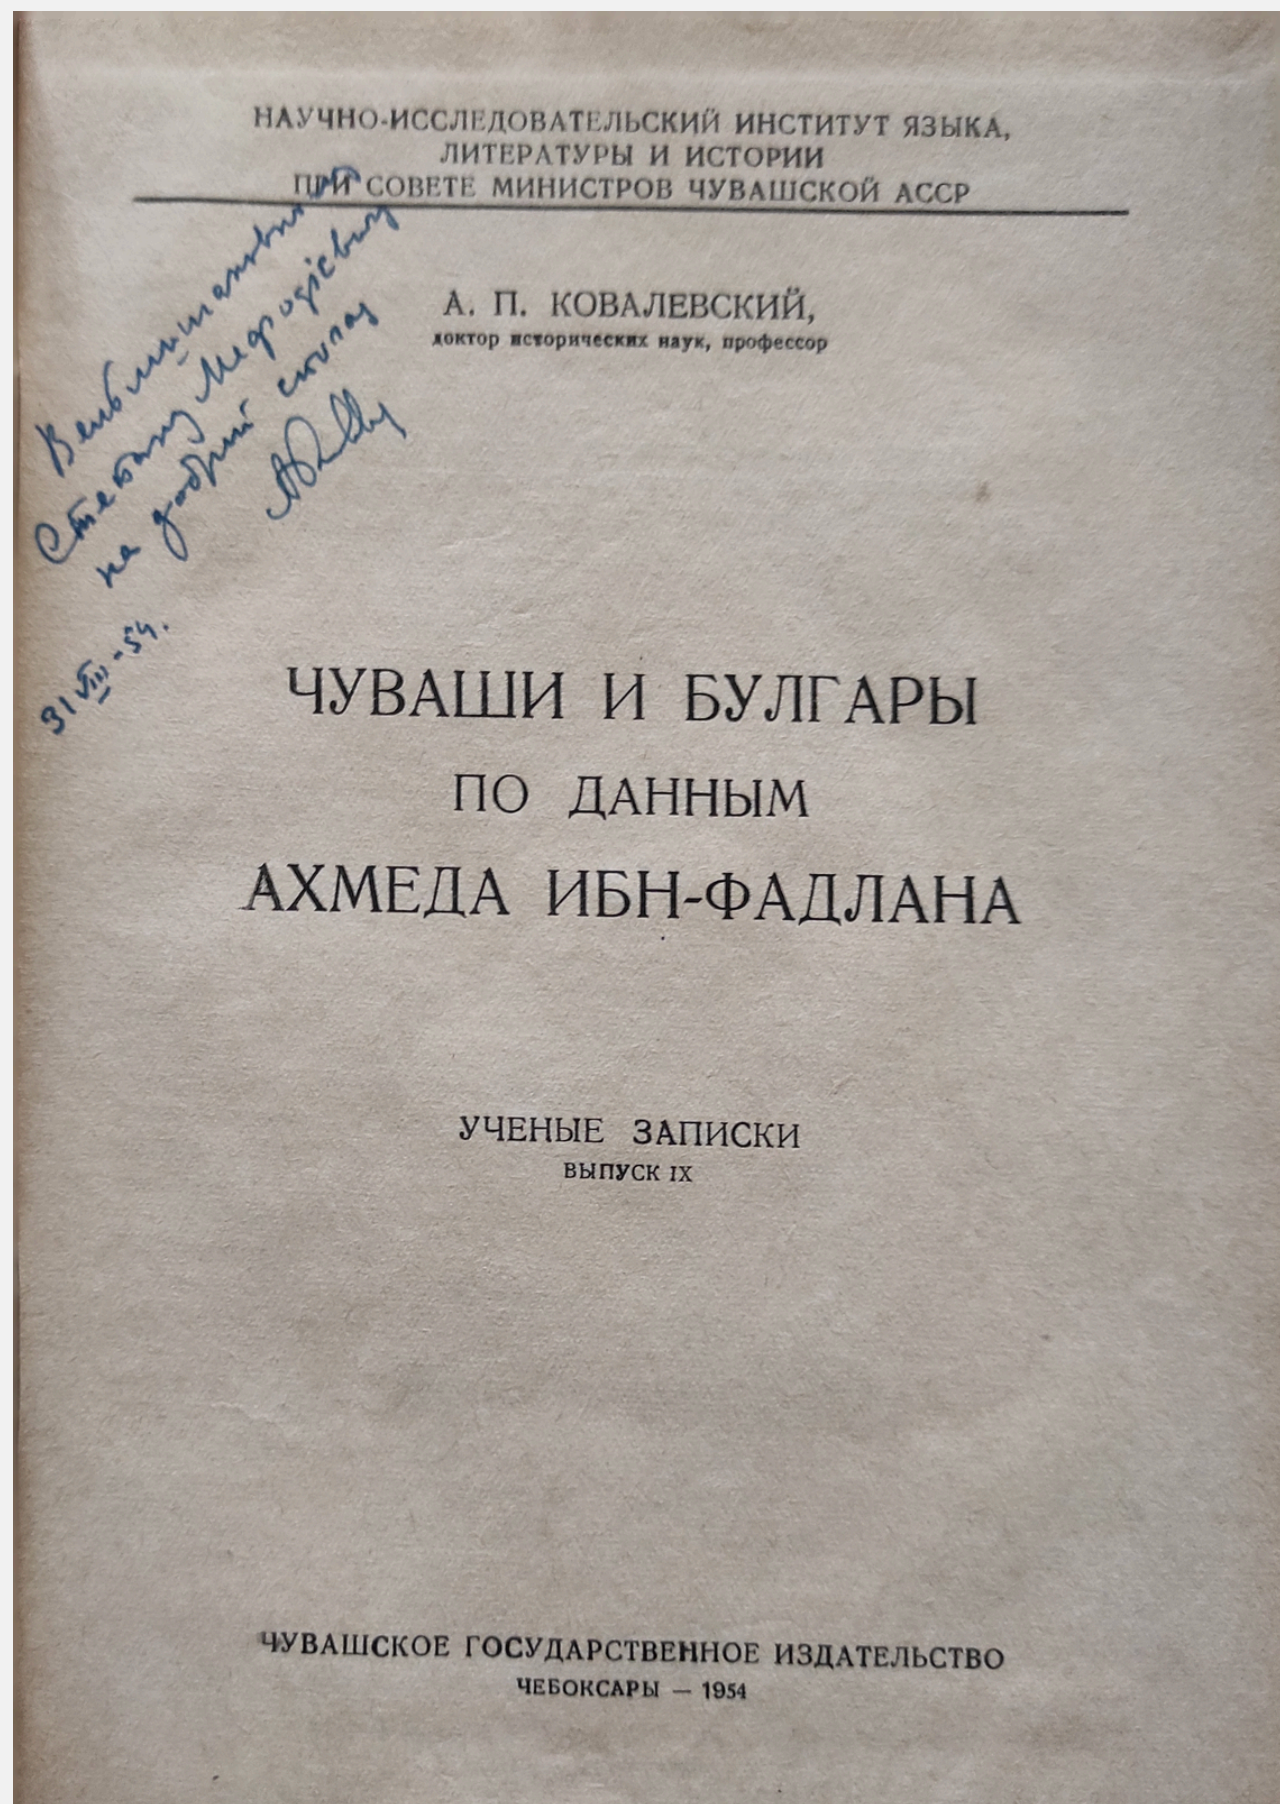 НАУЧНО-ИССЛЕДОВАТЕЛЬСКИЙ ИНСТИТУТ ЯЗЫКА,
ЛИТЕРАТУРЫ И ИСТОРИИ
ПРИ СОВЕТЕ МИНИСТРОВ ЧУВАШСКОЙ АССР
Вельмишановному
Стефану Мефодієвичу
на добрий спогад
31 VIII - 54.
А. П. КОВАЛЕВСКИЙ,
доктор исторических наук, профессор
ЧУВАШИ И БУЛГАРЫ
ПО ДАННЫМ
АХМЕДА ИБН-ФАДЛАНА
УЧЕНЫЕ ЗАПИСКИ
ВЫПУСК IX
ЧУВАШСКОЕ ГОСУДАРСТВЕННОЕ ИЗДАТЕЛЬСТВО
ЧЕБОКСАРЫ — 1954